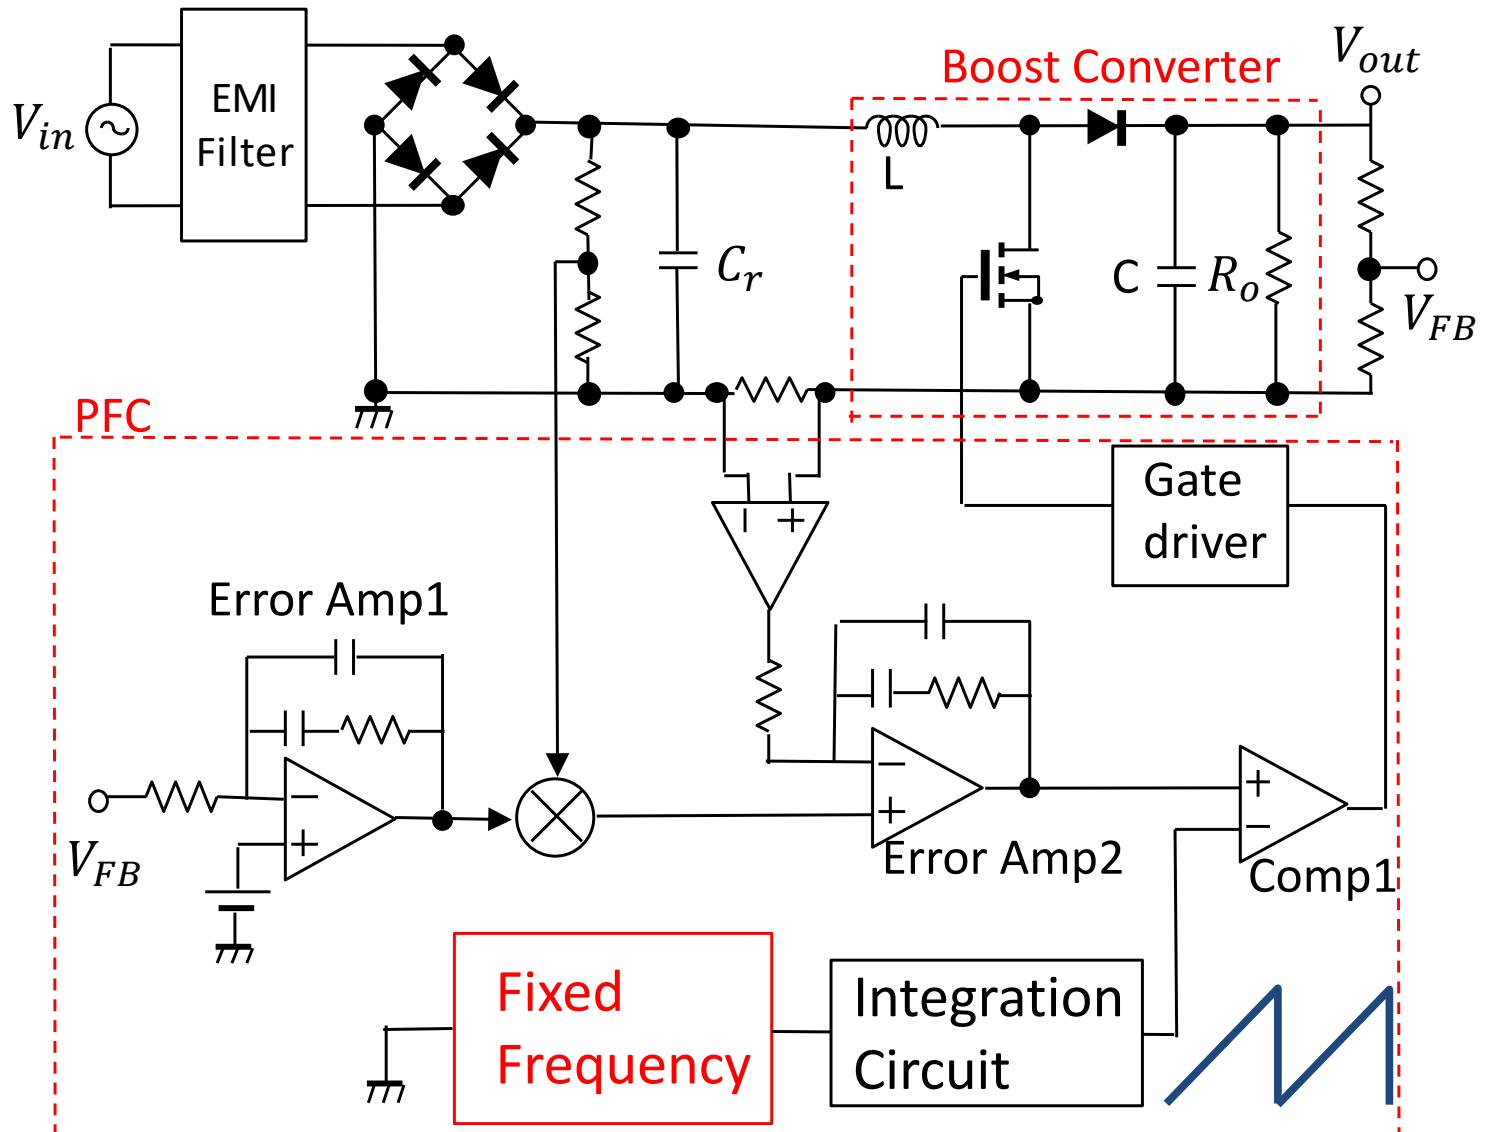 Boost Converter
V_out
V_in
EMI
Filter
L
C_r
C
R_o
V_FB
PFC
Gate
driver
Error Amp1
V_FB
Error Amp2
Comp1
Fixed
Frequency
Integration
Circuit